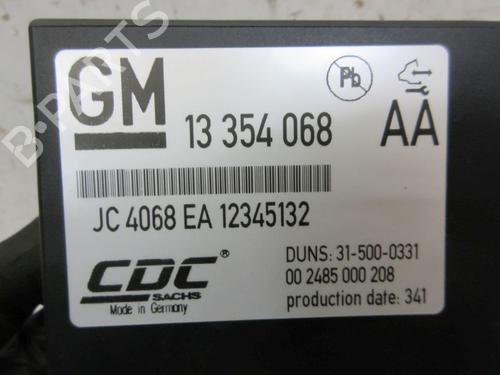 GM
Pb
13 354 068
AA
JC 4068 EA 12345132
CDC®
SACHS
Made in Germany
DUNS: 31-500-0331
00 2485 000 208
production date: 341
B-PARTS